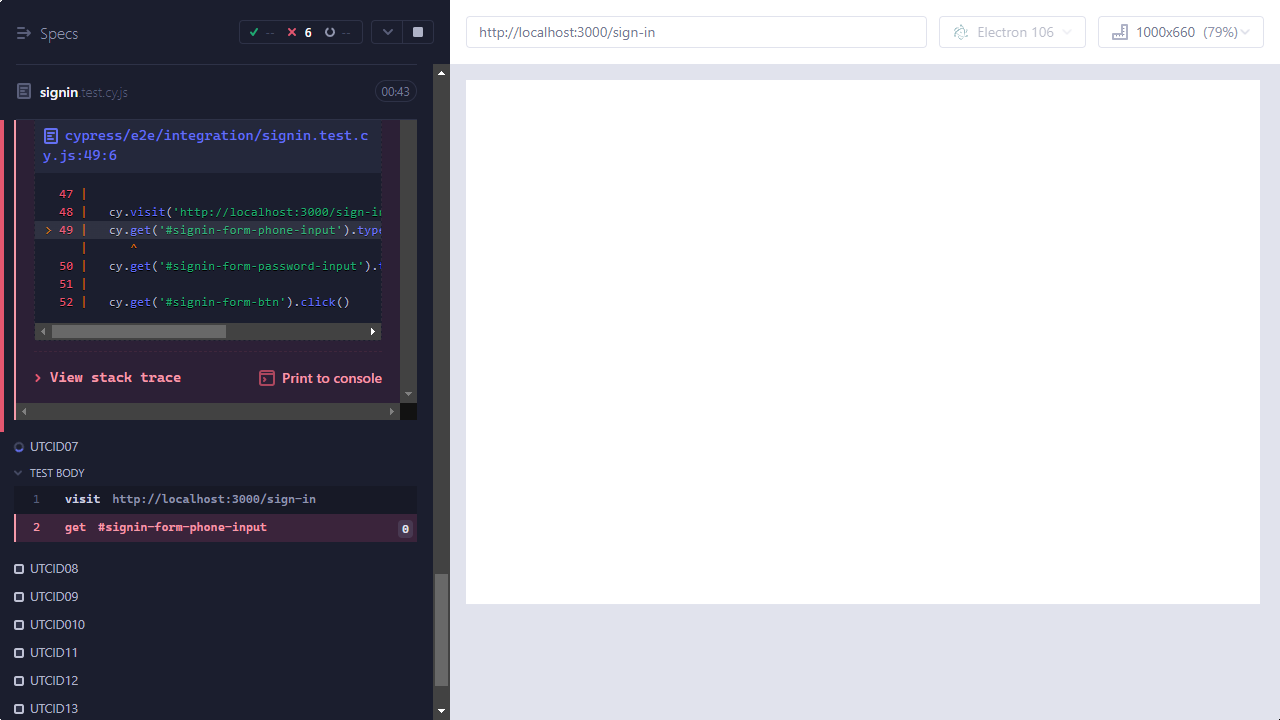 Specs
-- 6 --
http://localhost:3000/sign-in
Electron 106
1000x660 (79%)
signin.test.cy.js
00:43
cypress/e2e/integration/signin.test.c
y.js:49:6
47 |
48 | cy.visit('http://localhost:3000/sign-in
> 49 | cy.get('#signin-form-phone-input').type
| ^
50 | cy.get('#signin-form-password-input').t
51 |
52 | cy.get('#signin-form-btn').click()
View stack trace
Print to console
UTCID07
TEST BODY
1 visit http://localhost:3000/sign-in
2 get #signin-form-phone-input 0
UTCID08
UTCID09
UTCID010
UTCID11
UTCID12
UTCID13